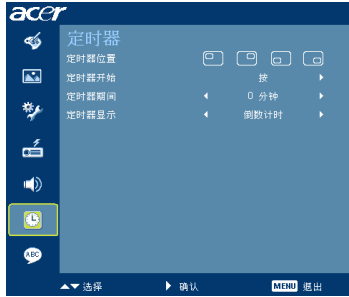 acer
定时器
定时器位置
定时器开始 按
定时器期间 0 分钟
定时器显示 倒数计时
ABC
选择 确认 MENU 退出